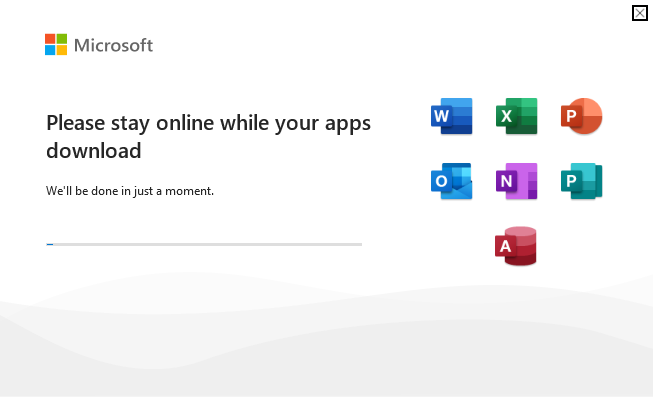 Microsoft
Please stay online while your apps
download
We'll be done in just a moment.
W X P
O N P
A